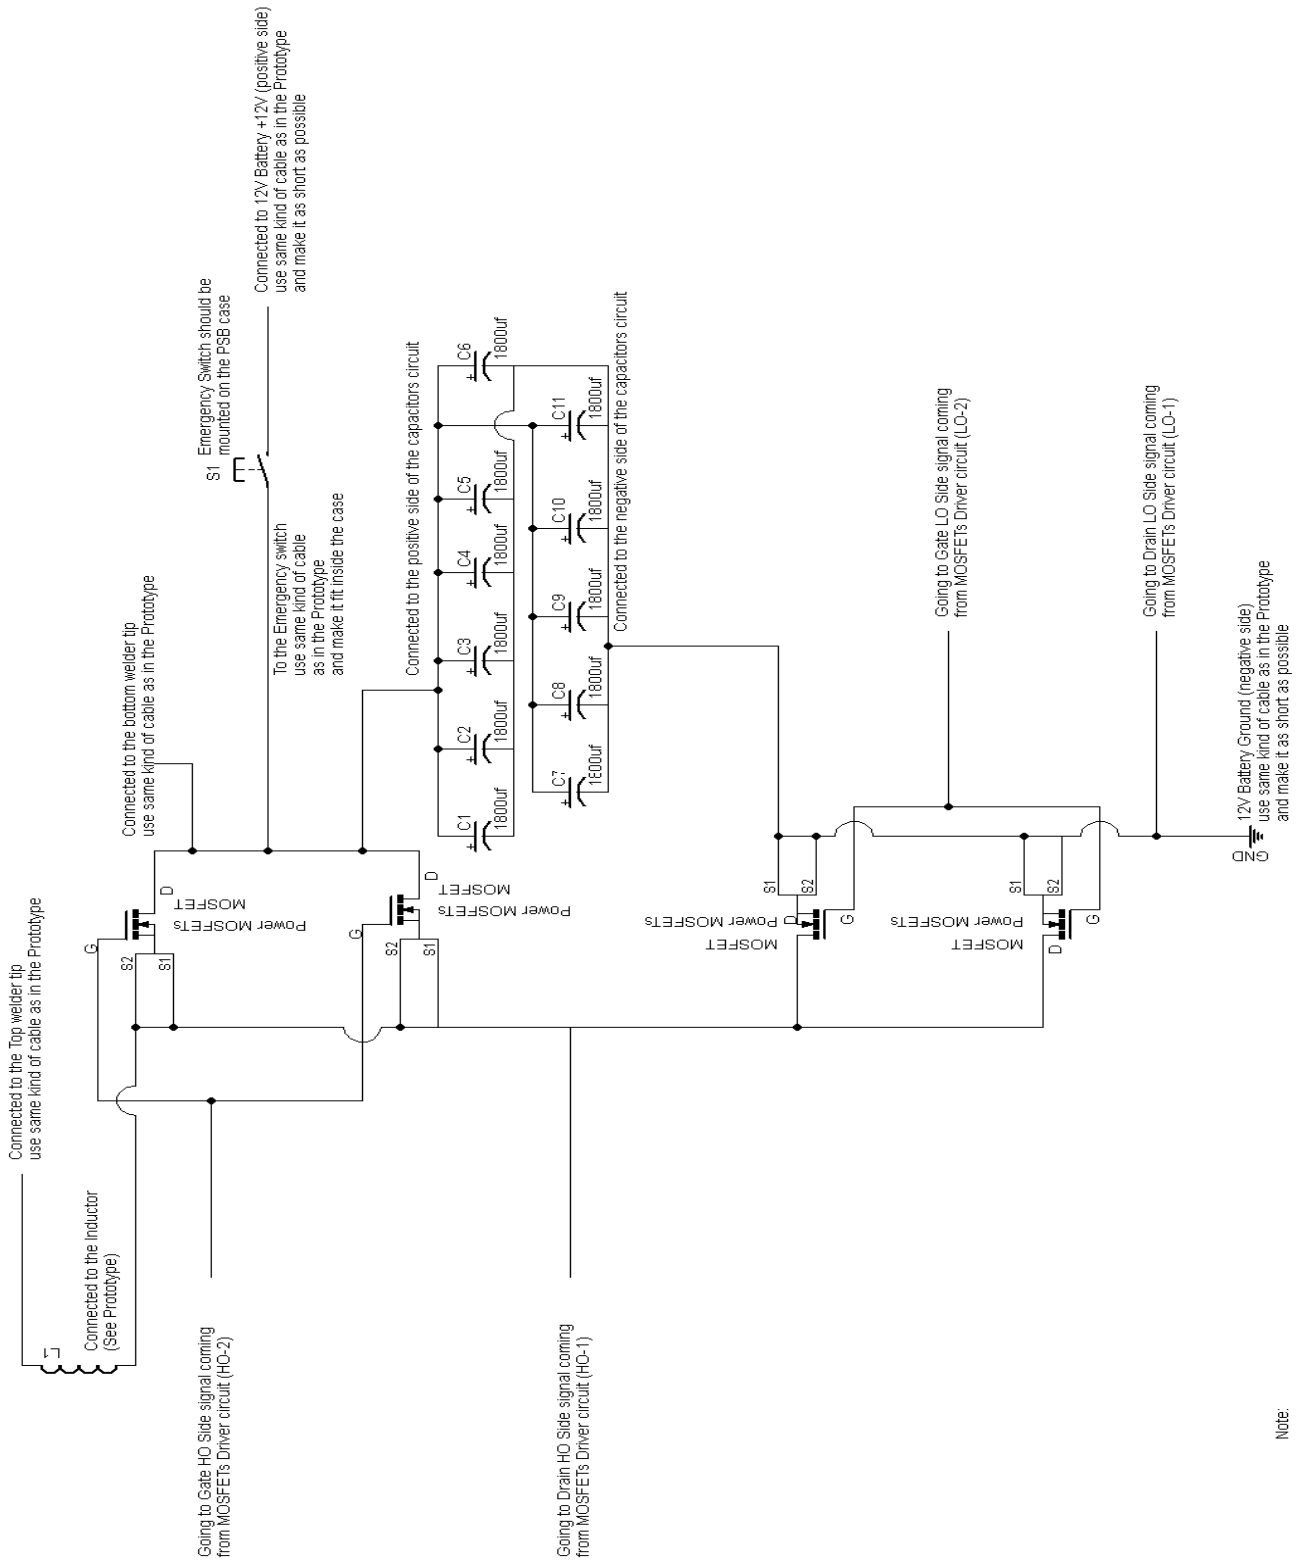 Connected to the Top welder tip
use same kind of cable as in the Prototype
L1
Connected to the Inductor
(See Prototype)
Going to Gate HO Side signal coming
from MOSFETs Driver circuit (HO-2)
Going to Drain HO Side signal coming
from MOSFETs Driver circuit (HO-1)
Connected to the bottom welder tip
use same kind of cable as in the Prototype
G
D
S2
S1
MOSFET
Power MOSFETs
G
D
S2
S1
MOSFET
Power MOSFETs
S1
Emergency Switch should be
mounted on the PSB case
Connected to 12V Battery +12V (positive side)
use same kind of cable as in the Prototype
and make it as short as possible
To the Emergency switch
use same kind of cable
as in the Prototype
and make it fit inside the case
Connected to the positive side of the capacitors circuit
+ C1
1800uf
+ C2
1800uf
+ C3
1800uf
+ C4
1800uf
+ C5
1800uf
+ C6
1800uf
+ C7
1800uf
+ C8
1800uf
+ C9
1800uf
+ C10
1800uf
+ C11
1800uf
Connected to the negative side of the capacitors circuit
S1
S2
D
G
MOSFET
Power MOSFETs
S1
S2
D
G
MOSFET
Power MOSFETs
Going to Gate LO Side signal coming
from MOSFETs Driver circuit (LO-2)
Going to Drain LO Side signal coming
from MOSFETs Driver circuit (LO-1)
GND
12V Battery Ground (negative side)
use same kind of cable as in the Prototype
and make it as short as possible
Note: